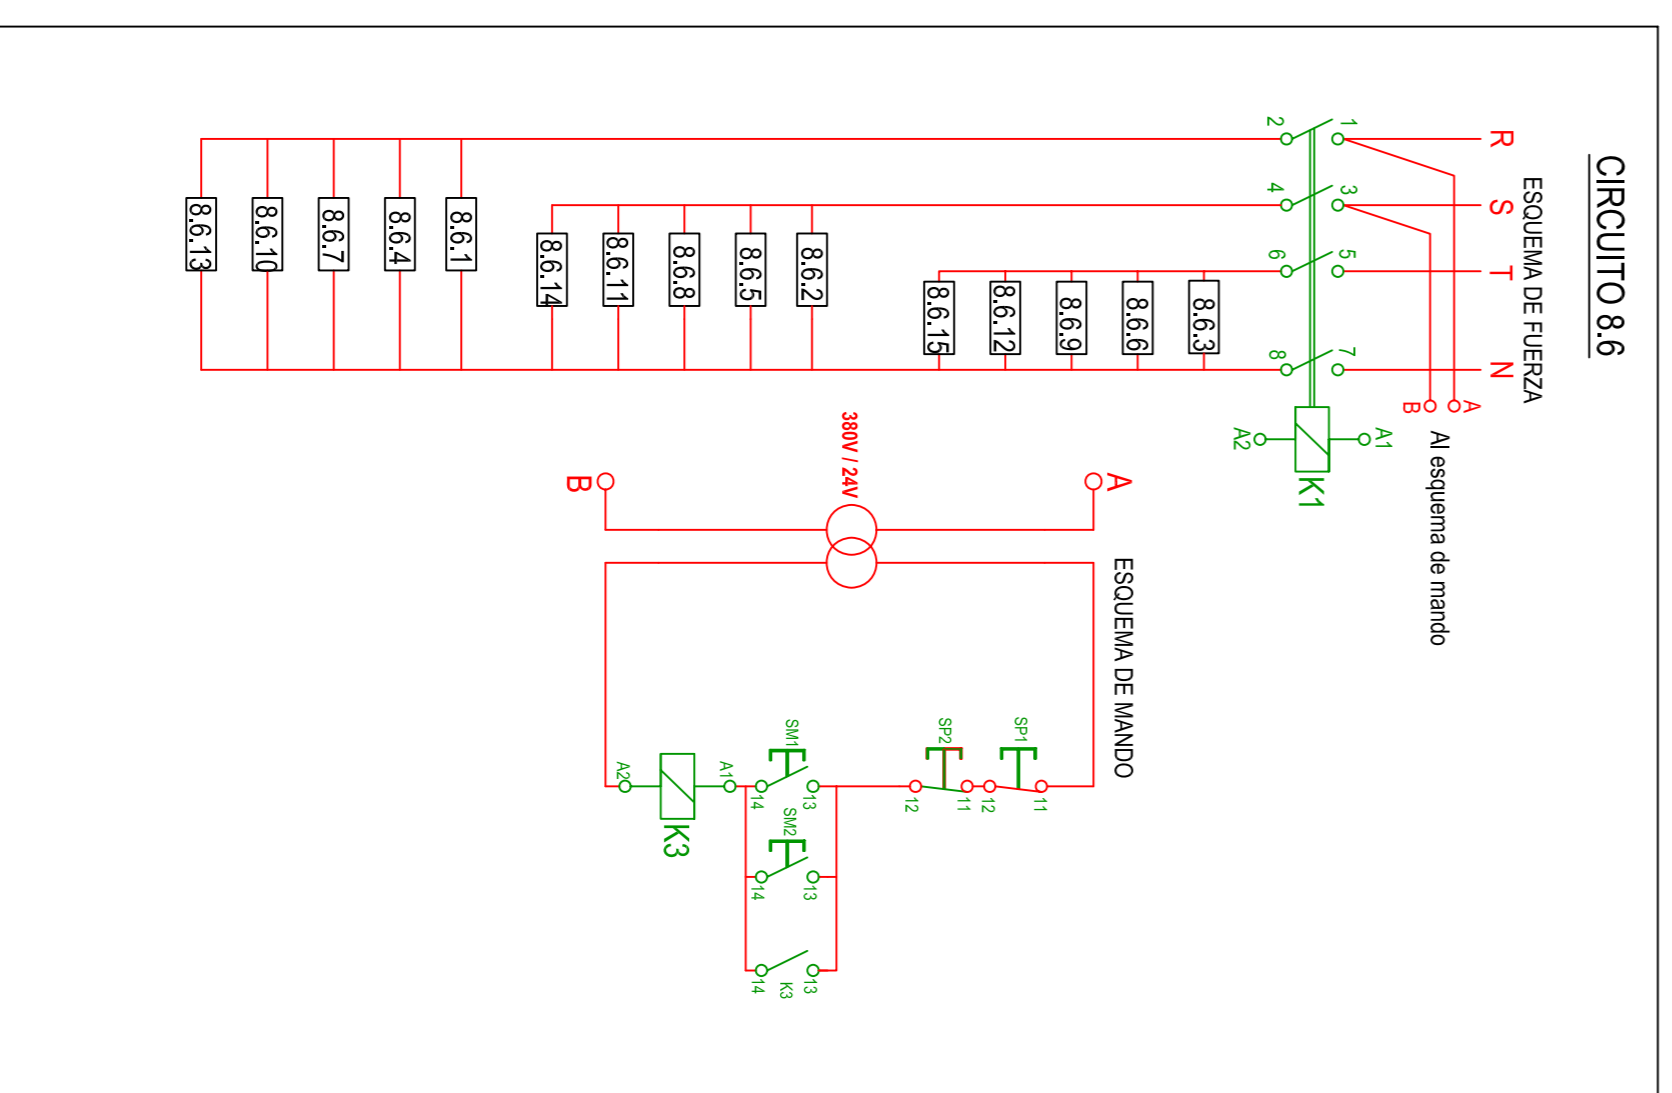 CIRCUITO 8.6
ESQUEMA DE FUERZA
R
S
T
N
1
3
5
7
2
4
6
8
A
B
Al esquema de mando
A1
A2
K1
8.6.3
8.6.6
8.6.9
8.6.12
8.6.15
8.6.2
8.6.5
8.6.8
8.6.11
8.6.14
8.6.1
8.6.4
8.6.7
8.6.10
8.6.13
ESQUEMA DE MANDO
A
B
380V / 24V
SP1
11
12
SP2
11
12
SM1
13
14
SM2
13
14
K3
13
14
A1
A2
K3